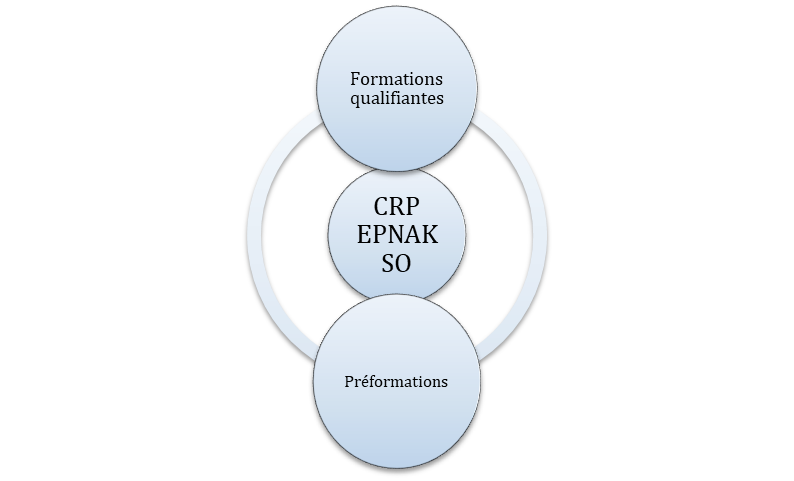 Formations
qualifiantes
CRP
EPNAK
SO
Préformations